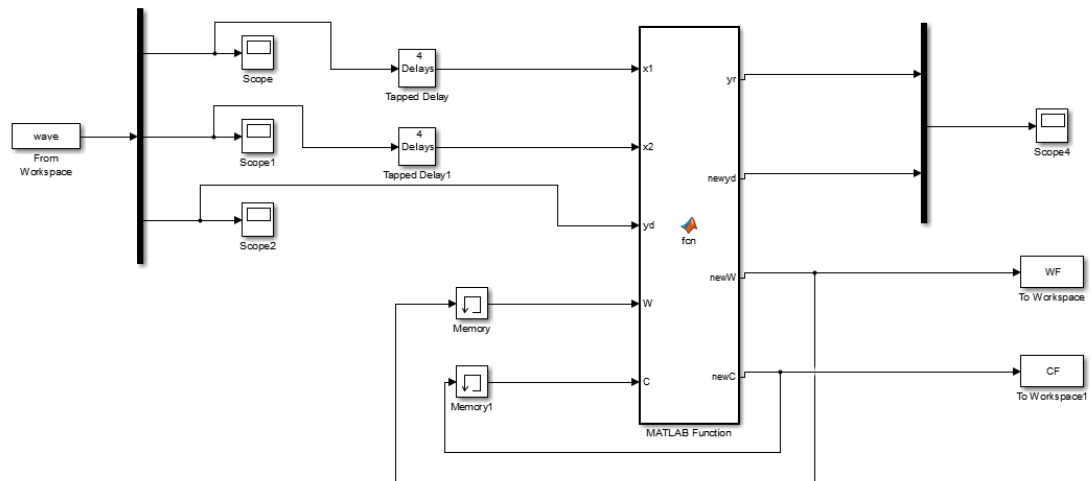 wave
From
Workspace
Scope
Scope1
Scope2
4
Delays
Tapped Delay
4
Delays
Tapped Delay1
Memory
Memory1
x1
x2
yd
W
C
fcn
yr
newyd
newW
newC
MATLAB Function
Scope4
WF
To Workspace
CF
To Workspace1